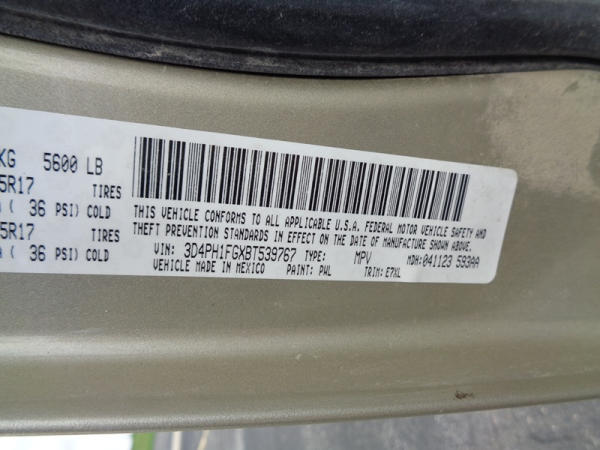 KG 5600 LB
5R17 TIRES
( 36 PSI) COLD
5R17 TIRES
( 36 PSI) COLD
THIS VEHICLE CONFORMS TO ALL APPLICABLE U.S.A. FEDERAL MOTOR VEHICLE SAFETY AND
THEFT PREVENTION STANDARDS IN EFFECT ON THE DATE OF MANUFACTURE SHOWN ABOVE.
VIN: 3D4PH1FGXBT539767 TYPE: MPV MDH: 041123 593AA
VEHICLE MADE IN MEXICO PAINT: PWL TRIM: E7XL